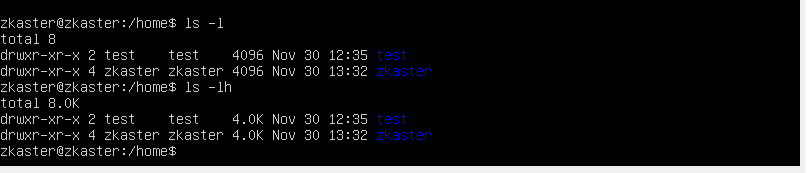 zkaster@zkaster:/home$ ls -l
total 8
drwxr-xr-x 2 test    test    4096 Nov 30 12:35 test
drwxr-xr-x 4 zkaster zkaster 4096 Nov 30 13:32 zkaster
zkaster@zkaster:/home$ ls -lh
total 8.0K
drwxr-xr-x 2 test    test    4.0K Nov 30 12:35 test
drwxr-xr-x 4 zkaster zkaster 4.0K Nov 30 13:32 zkaster
zkaster@zkaster:/home$